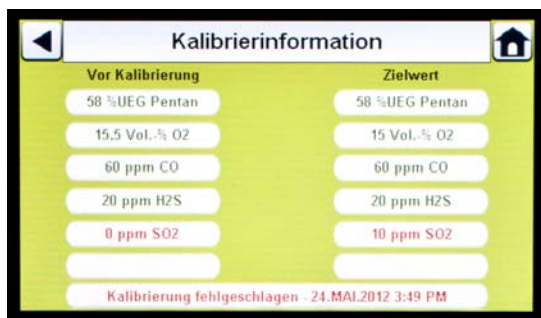 Kalibrierinformation
Vor Kalibrierung Zielwert
58 %UEG Pentan 58 %UEG Pentan
15,5 Vol.-% O2 15 Vol.-% O2
60 ppm CO 60 ppm CO
20 ppm H2S 20 ppm H2S
0 ppm SO2 10 ppm SO2
Kalibrierung fehlgeschlagen - 24.MAI.2012 3:49 PM